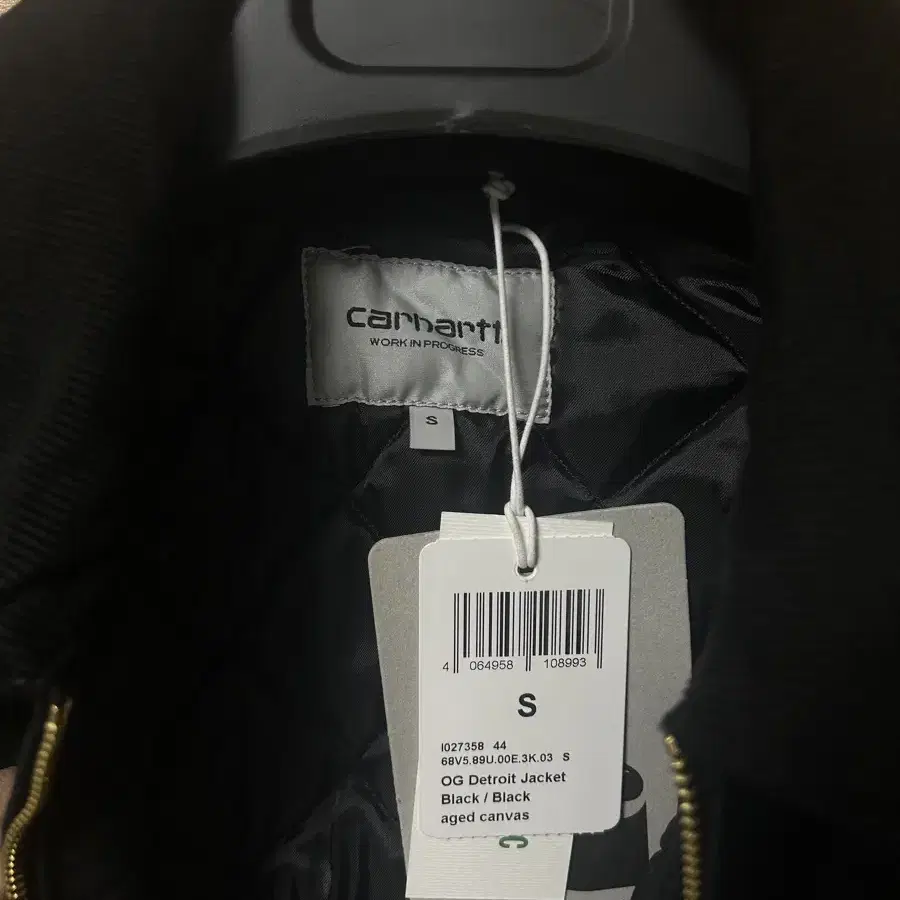 carhartt
WORK IN PROGRESS
S
4 064958 108993
S
I027358 44
68V5.89U.00E.3K.03 S
OG Detroit Jacket
Black / Black
aged canvas
C